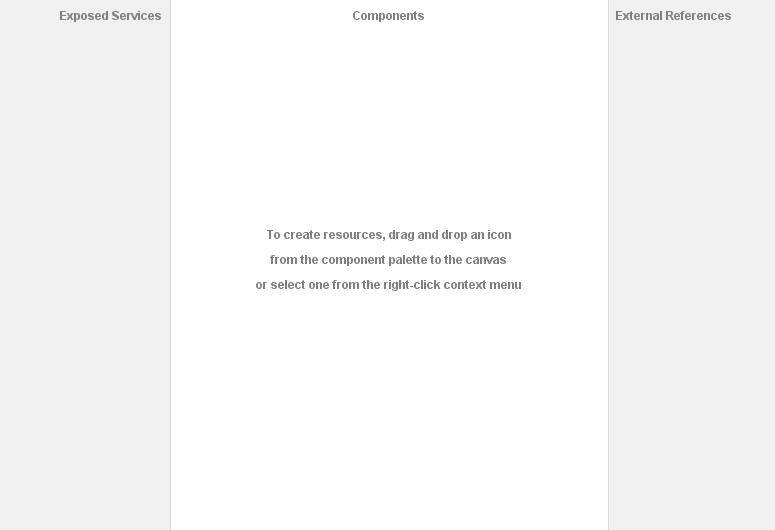 Exposed Services
Components
External References
To create resources, drag and drop an icon
from the component palette to the canvas
or select one from the right-click context menu